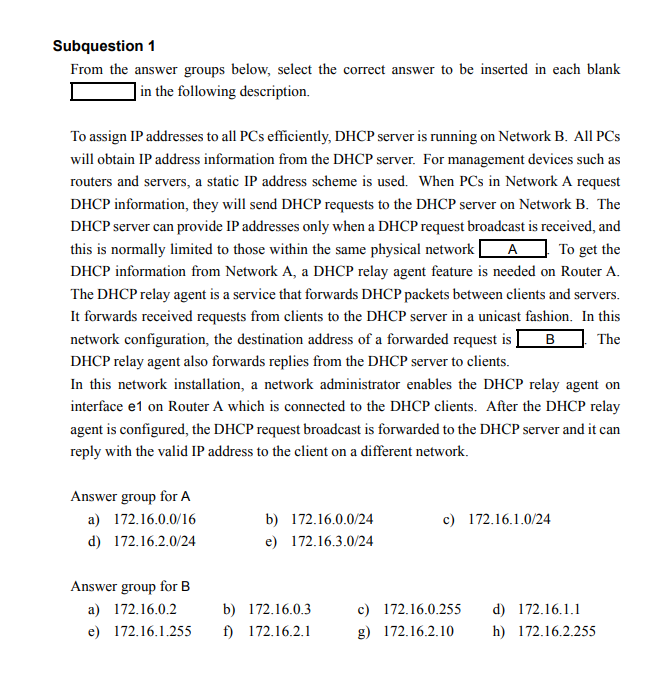 Subquestion 1
From the answer groups below, select the correct answer to be inserted in each blank
in the following description.
To assign IP addresses to all PCs efficiently, DHCP server is running on Network B. All PCs
will obtain IP address information from the DHCP server. For management devices such as
routers and servers, a static IP address scheme is used. When PCs in Network A request
DHCP information, they will send DHCP requests to the DHCP server on Network B. The
DHCP server can provide IP addresses only when a DHCP request broadcast is received, and
this is normally limited to those within the same physical network A . To get the
DHCP information from Network A, a DHCP relay agent feature is needed on Router A.
The DHCP relay agent is a service that forwards DHCP packets between clients and servers.
It forwards received requests from clients to the DHCP server in a unicast fashion. In this
network configuration, the destination address of a forwarded request is B . The
DHCP relay agent also forwards replies from the DHCP server to clients.
In this network installation, a network administrator enables the DHCP relay agent on
interface e1 on Router A which is connected to the DHCP clients. After the DHCP relay
agent is configured, the DHCP request broadcast is forwarded to the DHCP server and it can
reply with the valid IP address to the client on a different network.
Answer group for A
a) 172.16.0.0/16 b) 172.16.0.0/24 c) 172.16.1.0/24
d) 172.16.2.0/24 e) 172.16.3.0/24
Answer group for B
a) 172.16.0.2 b) 172.16.0.3 c) 172.16.0.255 d) 172.16.1.1
e) 172.16.1.255 f) 172.16.2.1 g) 172.16.2.10 h) 172.16.2.255